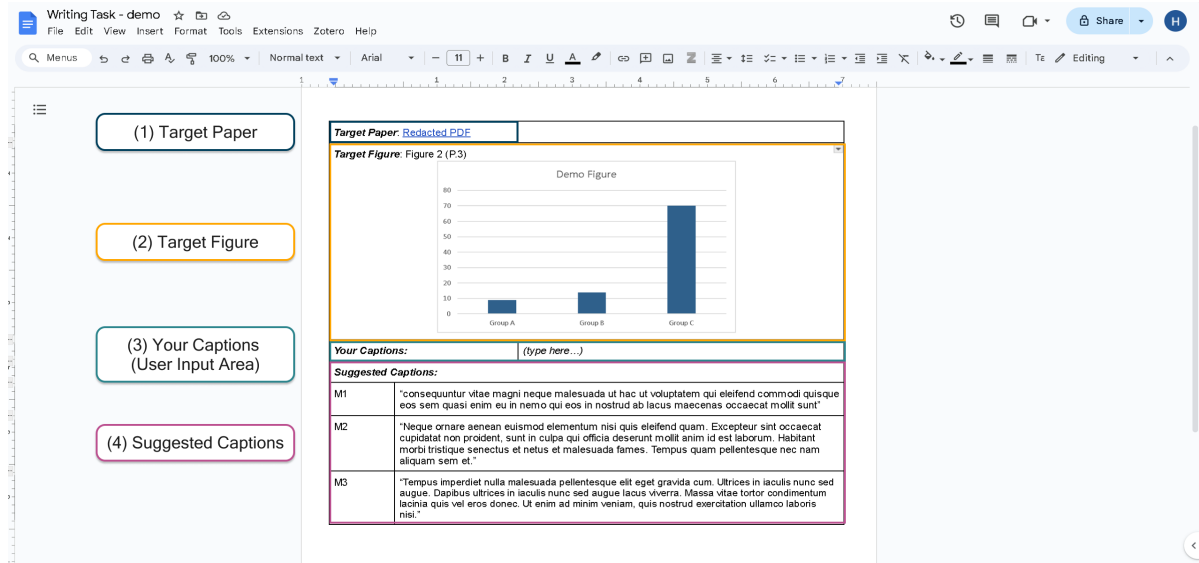 Writing Task - demo
File Edit View Insert Format Tools Extensions Zotero Help
Share
H
Menus
100%
Normal text
Arial
11
B I U A
Editing
1 1 2 3 4 5 6 7
(1) Target Paper
Target Paper: Redacted PDF
Target Figure: Figure 2 (P.3)
Demo Figure
80
70
60
50
40
30
20
10
0
Group A Group B Group C
(2) Target Figure
(3) Your Captions
(User Input Area)
Your Captions: (type here...)
(4) Suggested Captions
Suggested Captions:
M1
"consequuntur vitae magni neque malesuada ut hac ut voluptatem qui eleifend commodi quisque
eos sem quasi enim eu in nemo qui eos in nostrud ab lacus maecenas occaecat mollit sunt"
M2
"Neque ornare aenean euismod elementum nisi quis eleifend quam. Excepteur sint occaecat
cupidatat non proident, sunt in culpa qui officia deserunt mollit anim id est laborum. Habitant
morbi tristique senectus et netus et malesuada fames. Tempus quam pellentesque nec nam
aliquam sem et."
M3
"Tempus imperdiet nulla malesuada pellentesque elit eget gravida cum. Ultrices in iaculis nunc sed
augue. Dapibus ultrices in iaculis nunc sed augue lacus viverra. Massa vitae tortor condimentum
lacinia quis vel eros donec. Ut enim ad minim veniam, quis nostrud exercitation ullamco laboris
nisi."